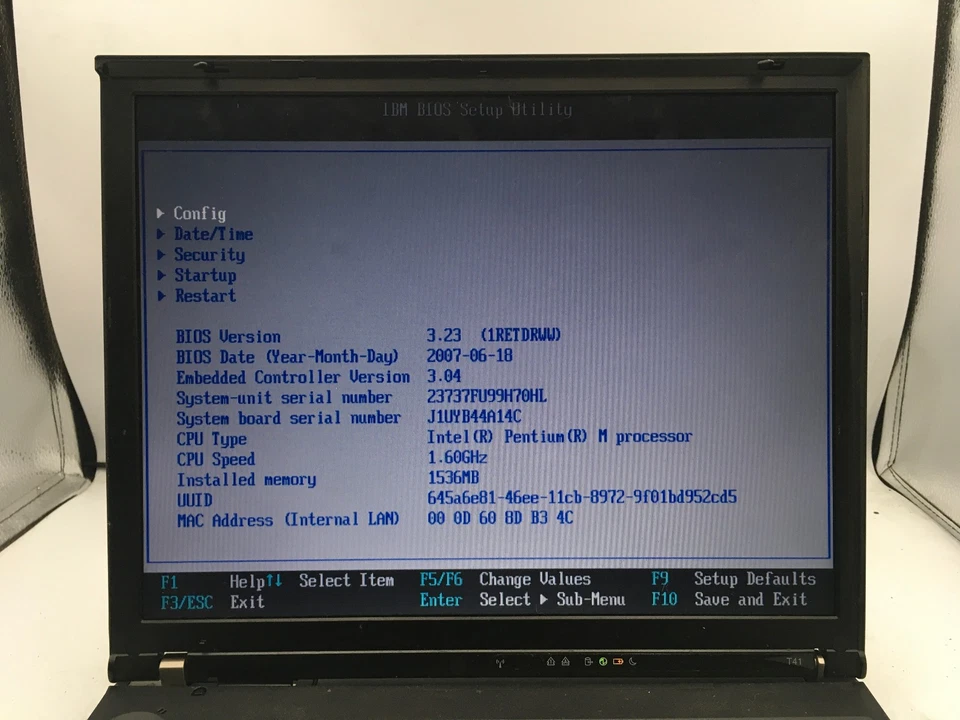 IBM BIOS Setup Utility
Config
Date/Time
Security
Startup
Restart
BIOS Version 3.23 (1RETDRWW)
BIOS Date (Year-Month-Day) 2007-06-18
Embedded Controller Version 3.04
System-unit serial number 23737FU99H70HL
System board serial number J1UYB44A14C
CPU Type Intel(R) Pentium(R) M processor
CPU Speed 1.60GHz
Installed memory 1536MB
UUID 645a6e81-46ee-11cb-8972-9f01bd952cd5
MAC Address (Internal LAN) 00 0D 60 8D B3 4C
F1 Help ↑↓ Select Item F5/F6 Change Values F9 Setup Defaults
F3/ESC Exit Enter Select ▶ Sub-Menu F10 Save and Exit
T41